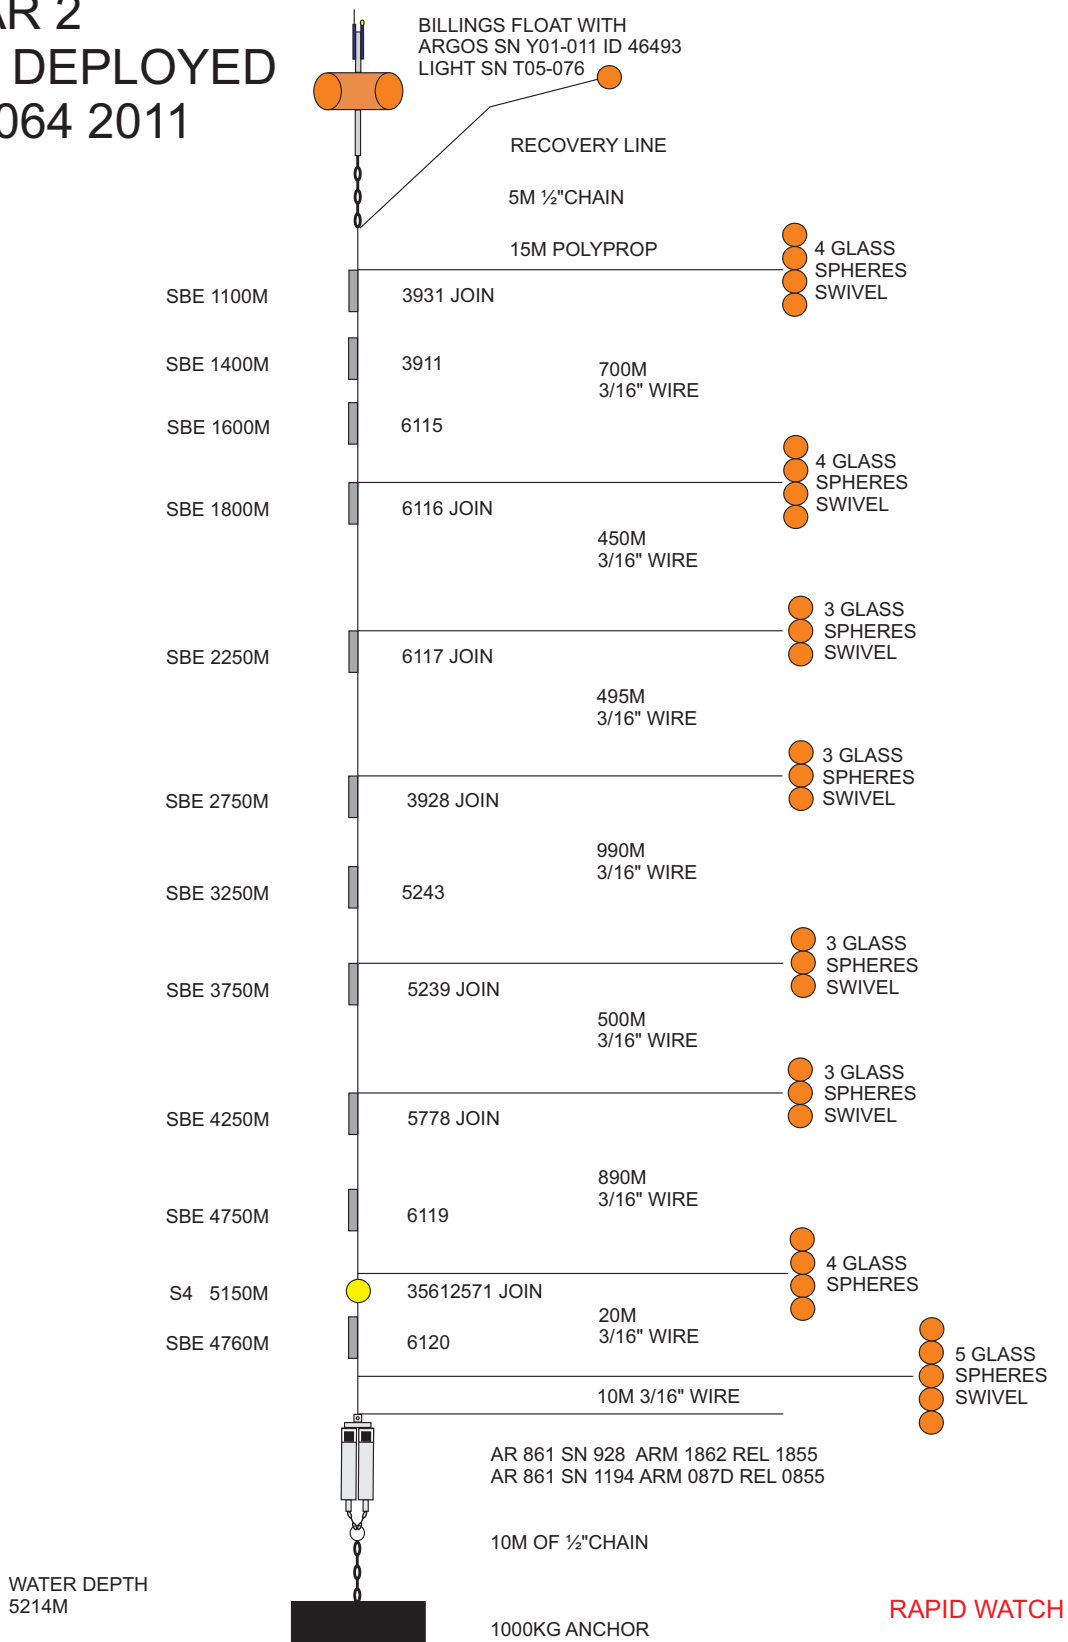 AR 2
DEPLOYED
064 2011
BILLINGS FLOAT WITH
ARGOS SN Y01-011 ID 46493
LIGHT SN T05-076
RECOVERY LINE
5M ½"CHAIN
15M POLYPROP
4 GLASS
SPHERES
SWIVEL
SBE 1100M
3931 JOIN
SBE 1400M
3911
700M
3/16" WIRE
SBE 1600M
6115
4 GLASS
SPHERES
SWIVEL
SBE 1800M
6116 JOIN
450M
3/16" WIRE
3 GLASS
SPHERES
SWIVEL
SBE 2250M
6117 JOIN
495M
3/16" WIRE
3 GLASS
SPHERES
SWIVEL
SBE 2750M
3928 JOIN
990M
3/16" WIRE
SBE 3250M
5243
3 GLASS
SPHERES
SWIVEL
SBE 3750M
5239 JOIN
500M
3/16" WIRE
3 GLASS
SPHERES
SWIVEL
SBE 4250M
5778 JOIN
890M
3/16" WIRE
SBE 4750M
6119
4 GLASS
SPHERES
S4 5150M
35612571 JOIN
20M
3/16" WIRE
SBE 4760M
6120
5 GLASS
SPHERES
SWIVEL
10M 3/16" WIRE
AR 861 SN 928 ARM 1862 REL 1855
AR 861 SN 1194 ARM 087D REL 0855
10M OF ½"CHAIN
WATER DEPTH
5214M
1000KG ANCHOR
RAPID WATCH